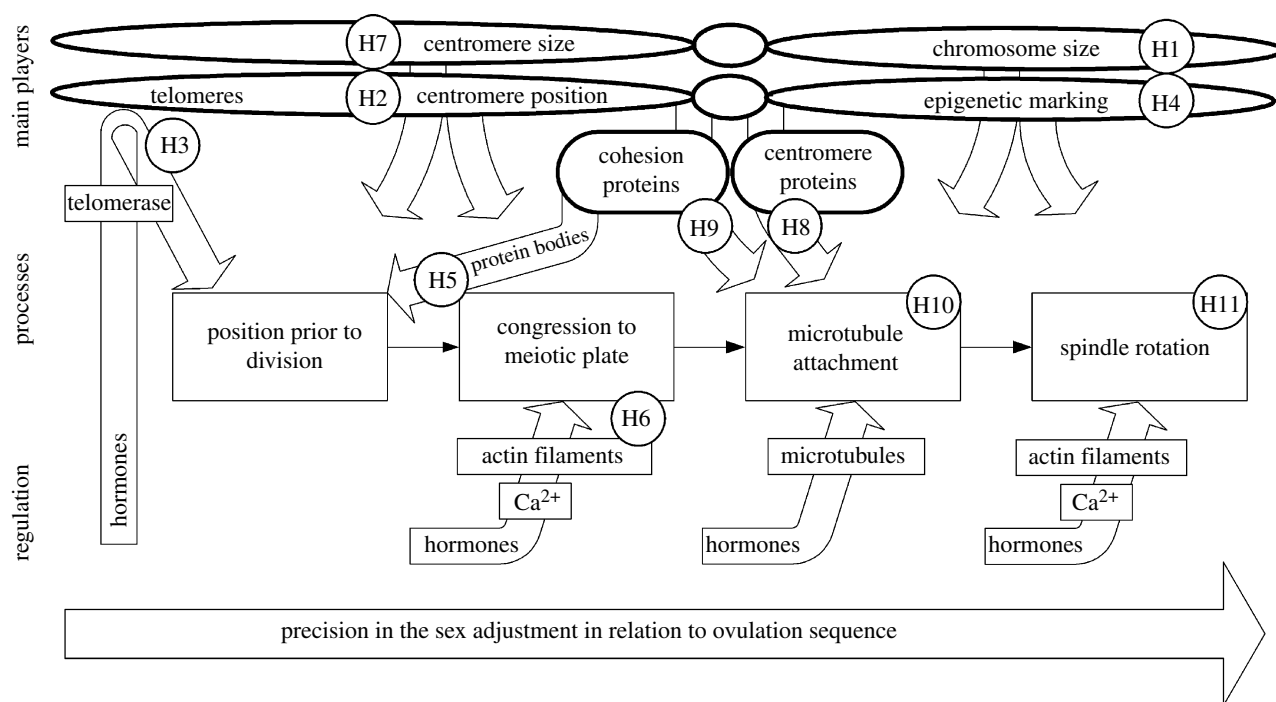 main players
H7 centromere size
chromosome size H1
telomeres H2 centromere position
epigenetic marking H4
H3
cohesion
proteins
centromere
proteins
telomerase
H9
H8
processes
protein bodies
H5
position prior to
division
congression to
meiotic plate
microtubule
attachment
H10
spindle rotation
H11
H6
regulation
hormones
actin filaments
Ca²⁺
hormones
microtubules
hormones
actin filaments
Ca²⁺
hormones
precision in the sex adjustment in relation to ovulation sequence